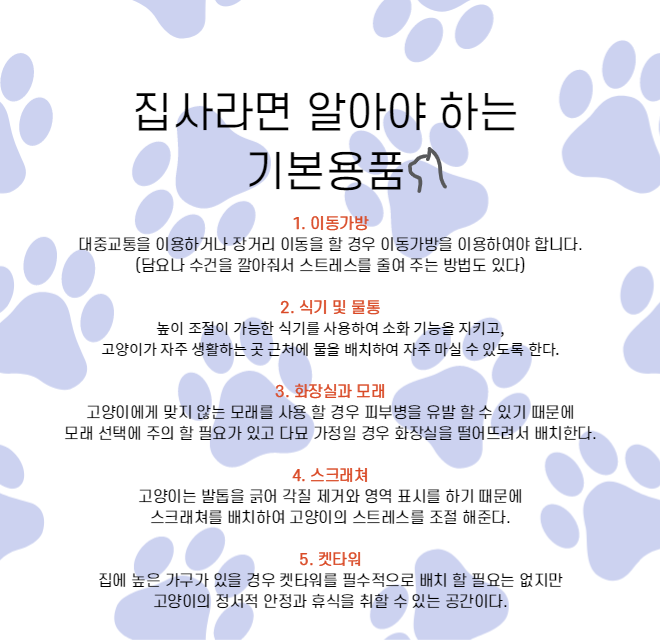 집사라면 알아야 하는
기본용품
1. 이동가방
대중교통을 이용하거나 장거리 이동을 할 경우 이동가방을 이용하여야 합니다.
(담요나 수건을 깔아줘서 스트레스를 줄여 주는 방법도 있다)
2. 식기 및 물통
높이 조절이 가능한 식기를 사용하여 소화 기능을 지키고,
고양이가 자주 생활하는 곳 근처에 물을 배치하여 자주 마실 수 있도록 한다.
3. 화장실과 모래
고양이에게 맞지 않는 모래를 사용 할 경우 피부병을 유발 할 수 있기 때문에
모래 선택에 주의 할 필요가 있고 다묘 가정일 경우 화장실을 떨어뜨려서 배치한다.
4. 스크래쳐
고양이는 발톱을 긁어 각질 제거와 영역 표시를 하기 때문에
스크래쳐를 배치하여 고양이의 스트레스를 조절 해준다.
5. 켓타워
집에 높은 가구가 있을 경우 켓타워를 필수적으로 배치 할 필요는 없지만
고양이의 정서적 안정과 휴식을 취할 수 있는 공간이다.